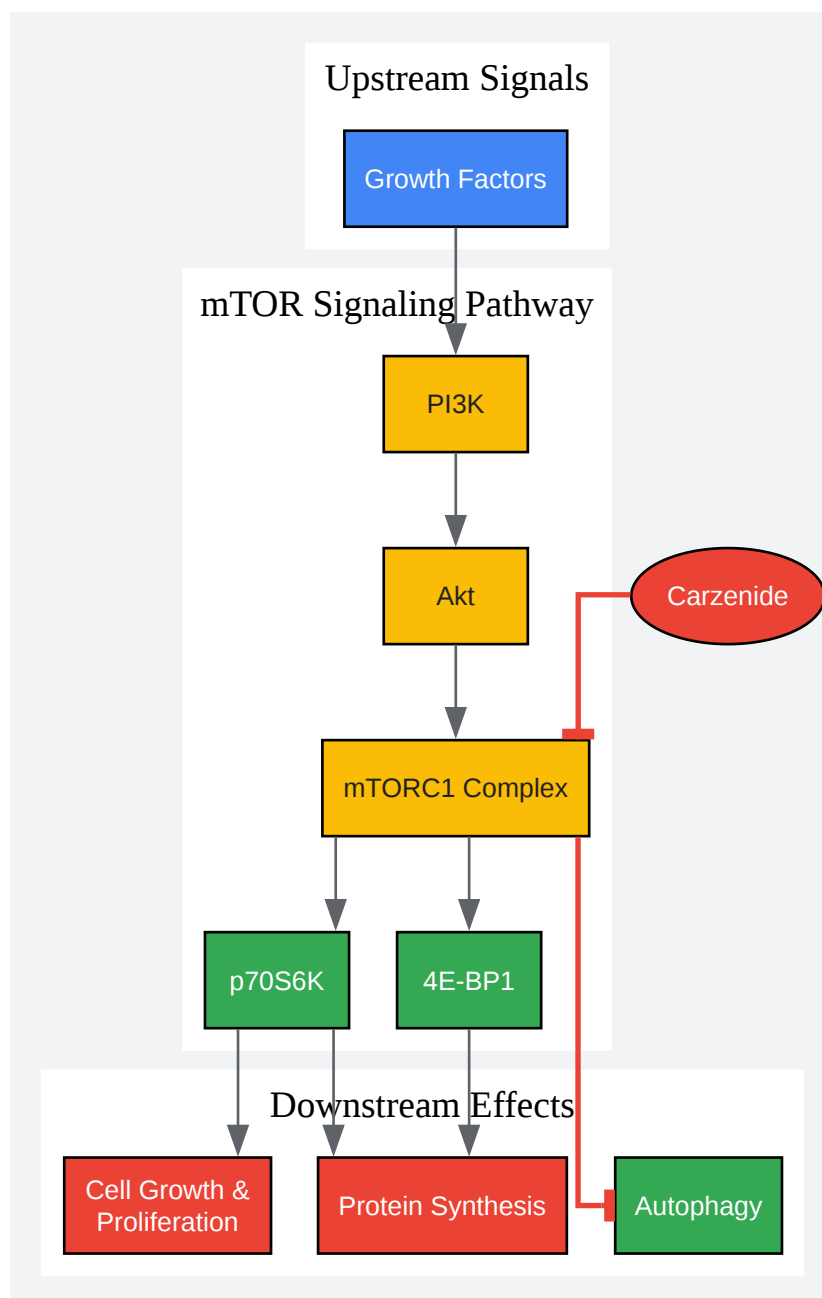 Upstream Signals
Growth Factors
mTOR Signaling Pathway
PI3K
Akt
Carzenide
mTORC1 Complex
p70S6K
4E-BP1
Downstream Effects
Cell Growth &
Proliferation
Protein Synthesis
Autophagy